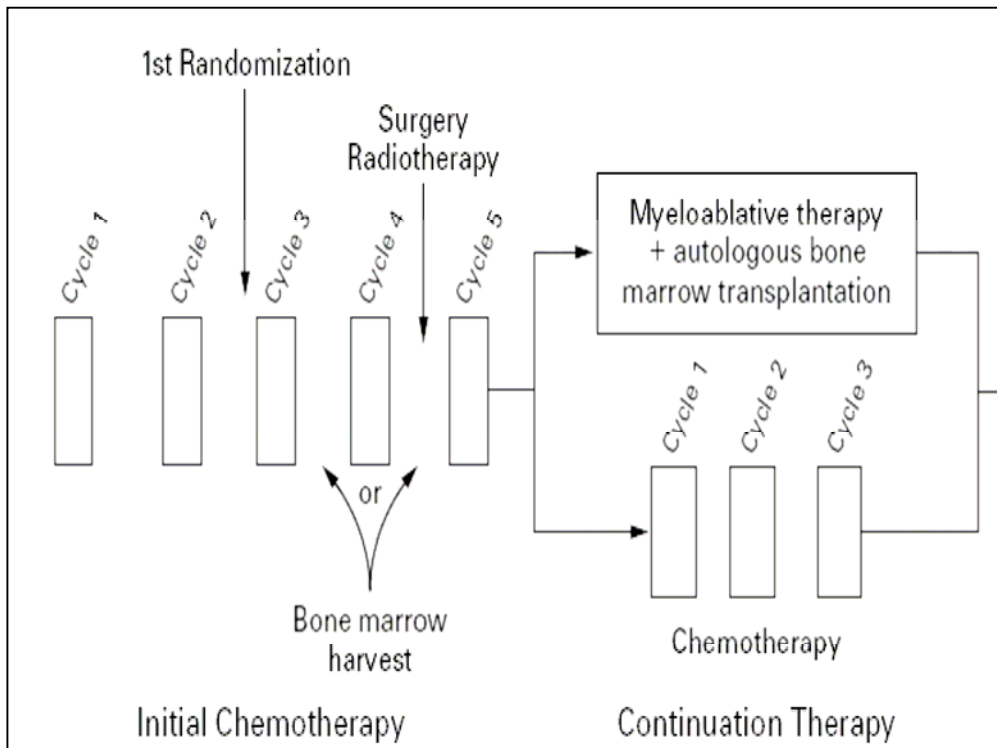 1st Randomization
Surgery
Radiotherapy
Cycle 1
Cycle 2
Cycle 3
Cycle 4
Cycle 5
or
Bone marrow
harvest
Initial Chemotherapy
Myeloablative therapy
+ autologous bone
marrow transplantation
Cycle 1
Cycle 2
Cycle 3
Chemotherapy
Continuation Therapy